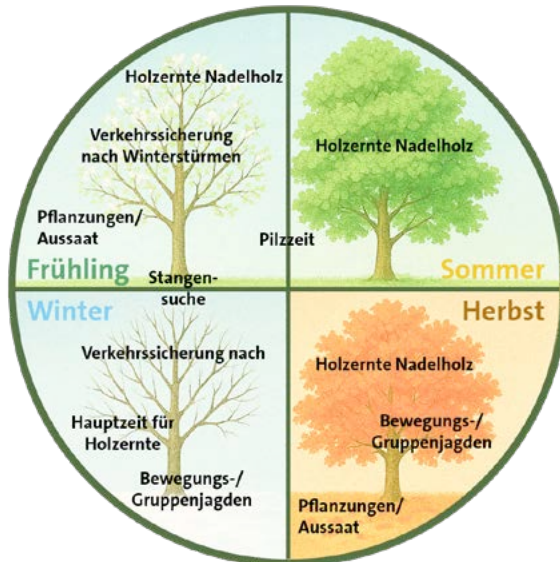 Holzernte Nadelholz
Verkehrssicherung
nach Winterstürmen
Pflanzungen/
Aussaat
Frühling
Holzernte Nadelholz
Pilzzeit
Sommer
Stangen-
suche
Winter
Verkehrssicherung nach
Hauptzeit für
Holzernte
Bewegungs-/
Gruppenjagden
Herbst
Holzernte Nadelholz
Bewegungs-/
Gruppenjagden
Pflanzungen/
Aussaat